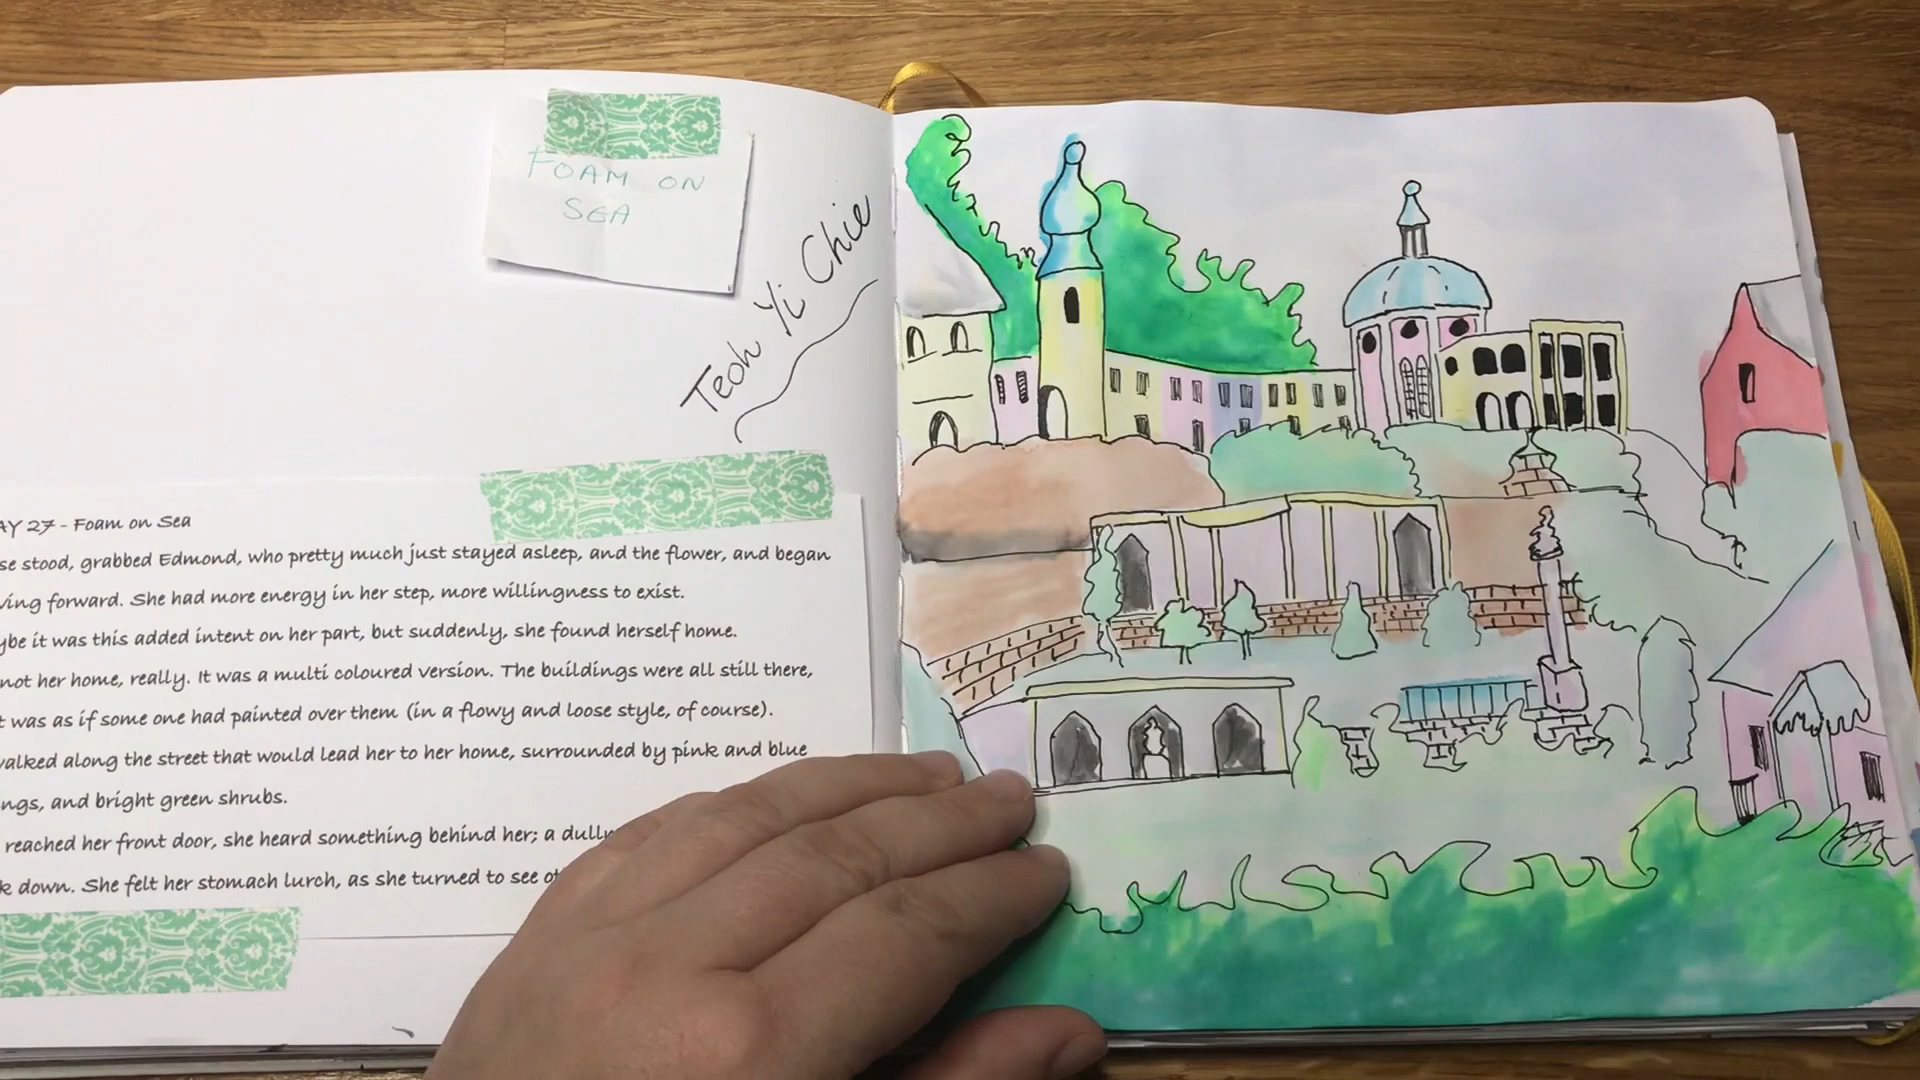 FOAM ON
SEA
Teoh Yi Chie
AY 27 - Foam on Sea
se stood, grabbed Edmond, who pretty much just stayed asleep, and the flower, and began
ving forward. She had more energy in her step, more willingness to exist.
ybe it was this added intent on her part, but suddenly, she found herself home.
not her home, really. It was a multi coloured version. The buildings were all still there,
t was as if some one had painted over them (in a flowy and loose style, of course).
walked along the street that would lead her to her home, surrounded by pink and blue
ngs, and bright green shrubs.
reached her front door, she heard something behind her; a dull
k down. She felt her stomach lurch, as she turned to see